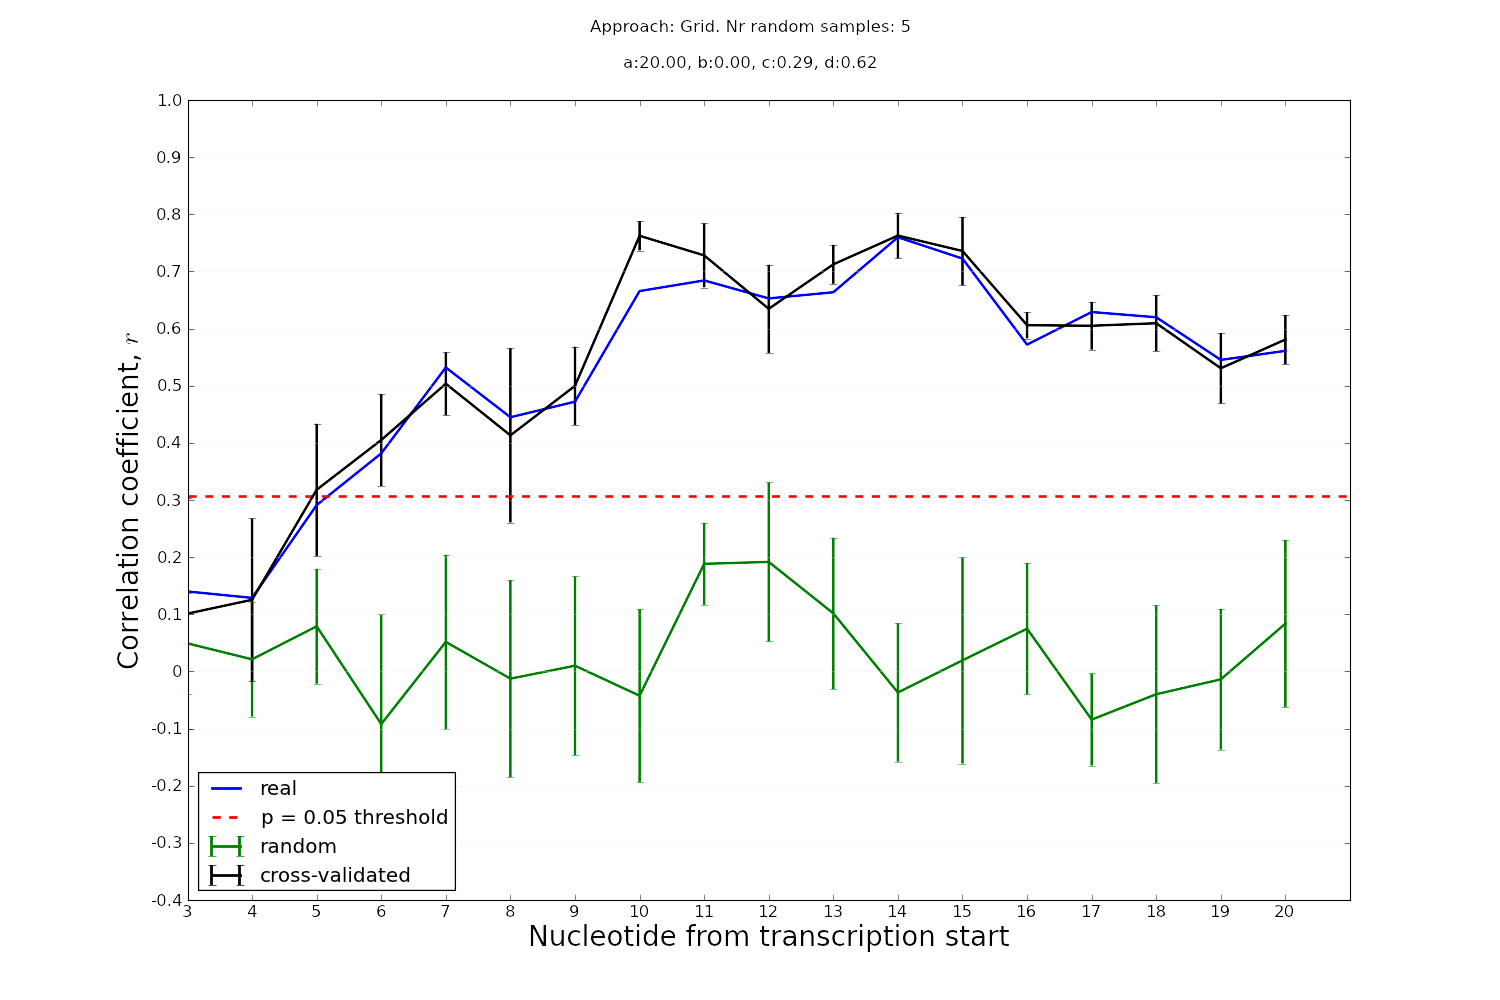 Approach: Grid. Nr random samples: 5
a:20.00, b:0.00, c:0.29, d:0.62
1.0
0.9
0.8
0.7
0.6
0.5
0.4
0.3
0.2
0.1
0
-0.1
-0.2
-0.3
-0.4
Correlation coefficient, r
real
p = 0.05 threshold
random
cross-validated
3 4 5 6 7 8 9 10 11 12 13 14 15 16 17 18 19 20
Nucleotide from transcription start